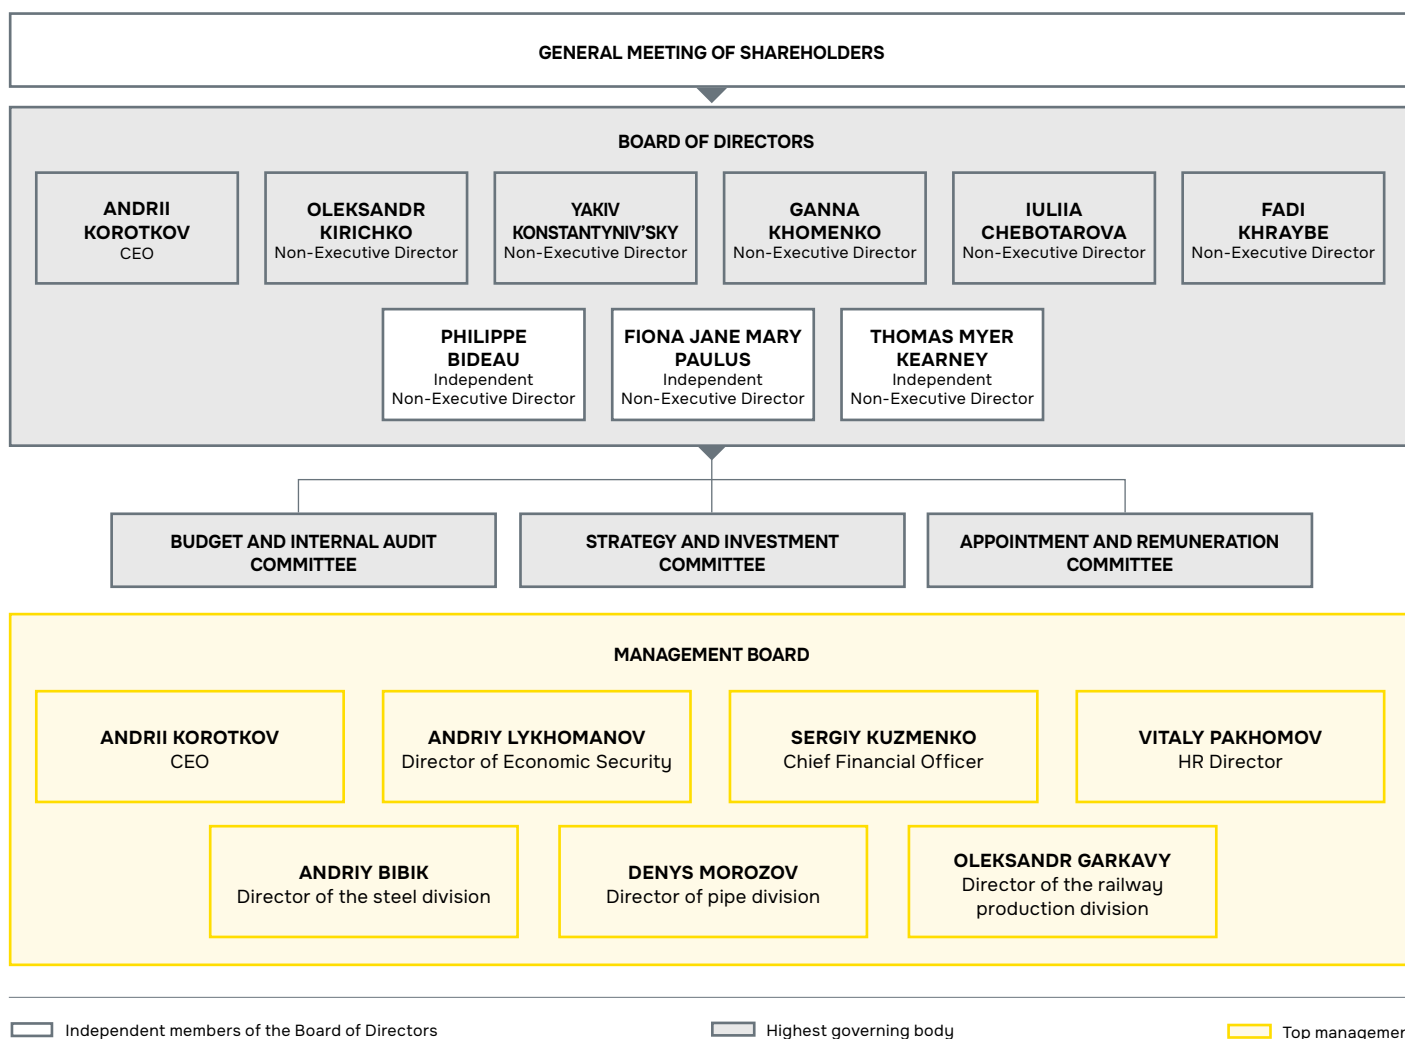 GENERAL MEETING OF SHAREHOLDERS
BOARD OF DIRECTORS
ANDRII
KOROTKOV
CEO
OLEKSANDR
KIRICHKO
Non-Executive Director
YAKIV
KONSTANTYNIV’SKY
Non-Executive Director
GANNA
KHOMENKO
Non-Executive Director
IULIIA
CHEBOTAROVA
Non-Executive Director
FADI
KHRAYBE
Non-Executive Director
PHILIPPE
BIDEAU
Independent
Non-Executive Director
FIONA JANE MARY
PAULUS
Independent
Non-Executive Director
THOMAS MYER
KEARNEY
Independent
Non-Executive Director
BUDGET AND INTERNAL AUDIT
COMMITTEE
STRATEGY AND INVESTMENT
COMMITTEE
APPOINTMENT AND REMUNERATION
COMMITTEE
MANAGEMENT BOARD
ANDRII KOROTKOV
CEO
ANDRIY LYKHOMANOV
Director of Economic Security
SERGIY KUZMENKO
Chief Financial Officer
VITALY PAKHOMOV
HR Director
ANDRIY BIBIK
Director of the steel division
DENYS MOROZOV
Director of pipe division
OLEKSANDR GARKAVY
Director of the railway
production division
Independent members of the Board of Directors
Highest governing body
Top managemen